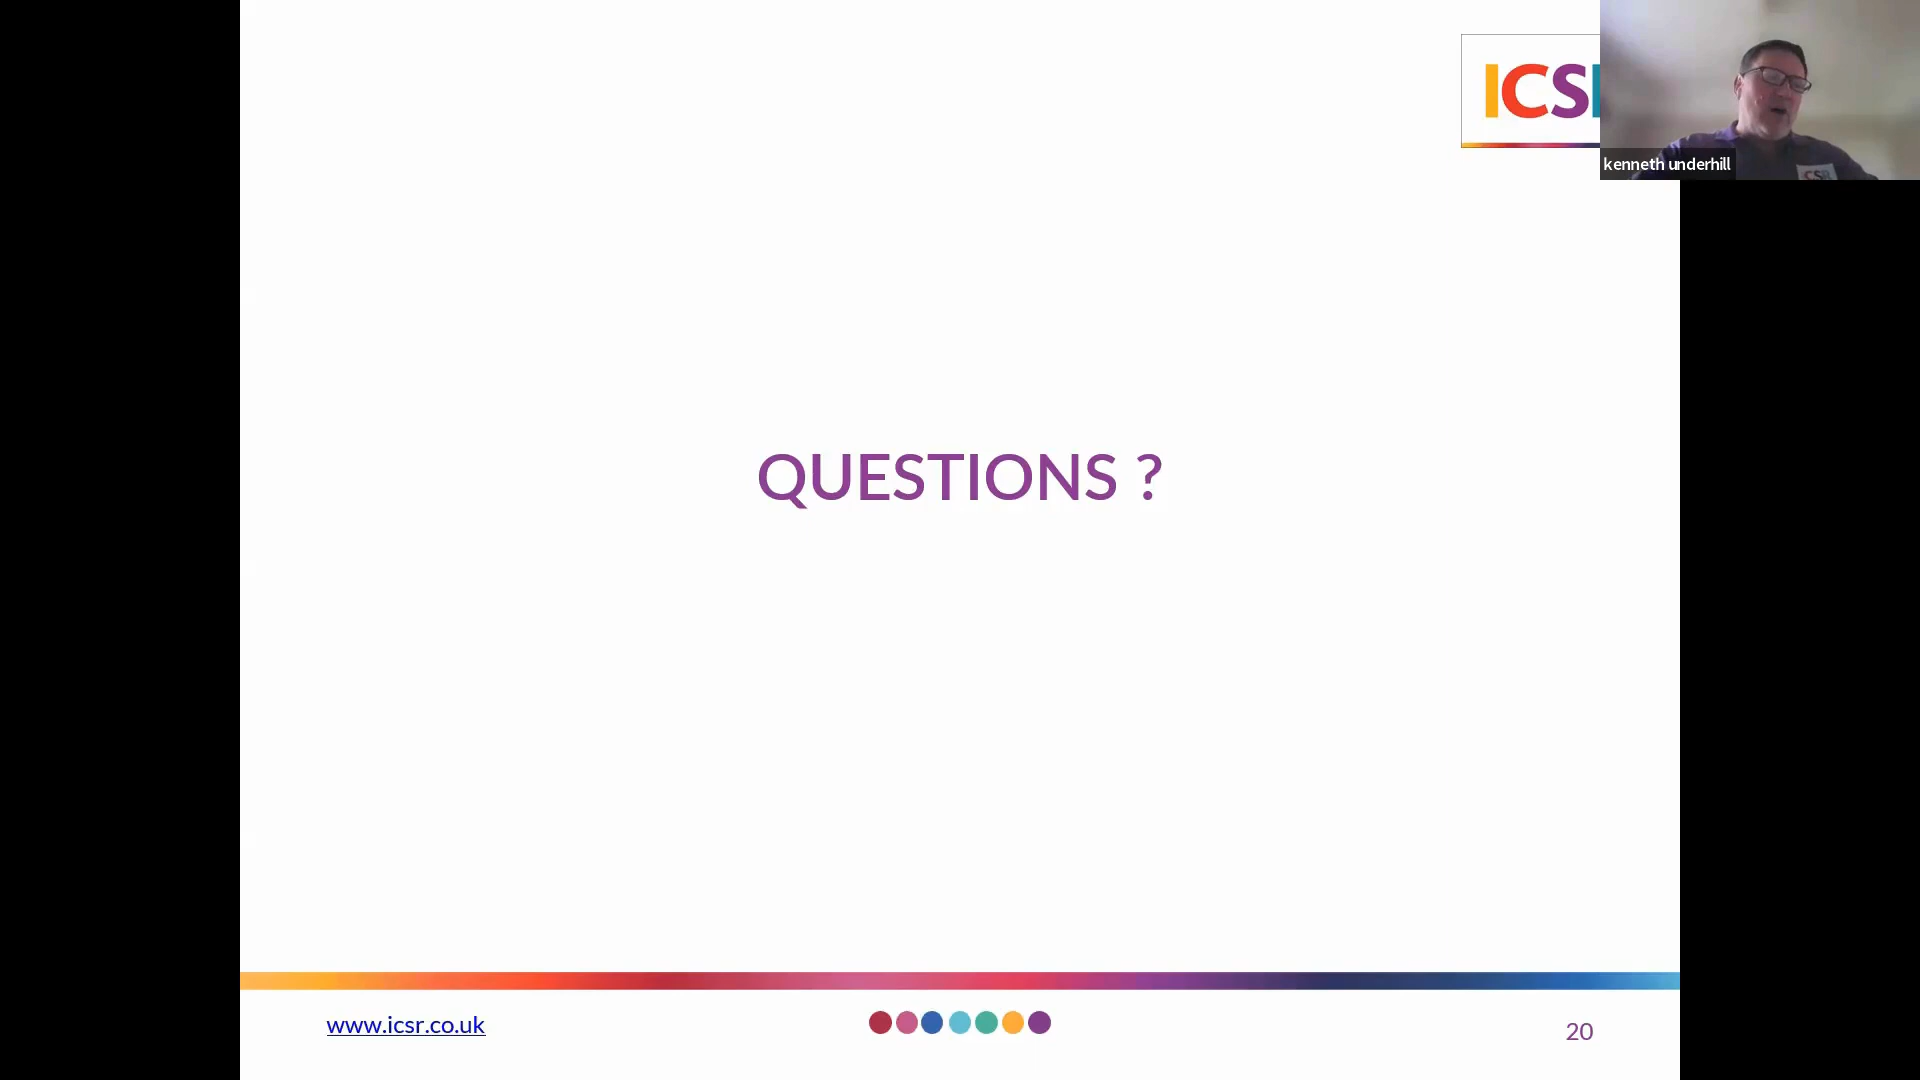 ICS
kenneth underhill
QUESTIONS ?
www.icsr.co.uk
20